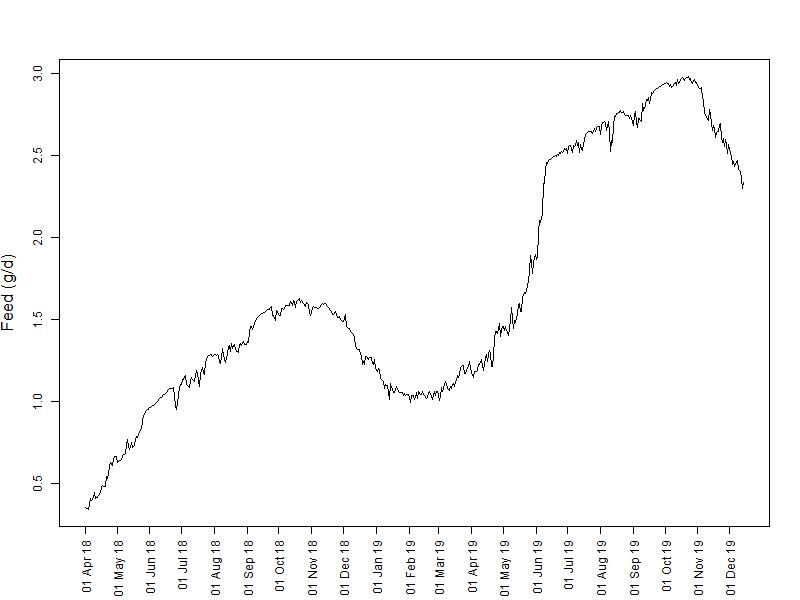 Feed (g/d)
3.0
2.5
2.0
1.5
1.0
0.5
01 Apr 18
01 May 18
01 Jun 18
01 Jul 18
01 Aug 18
01 Sep 18
01 Oct 18
01 Nov 18
01 Dec 18
01 Jan 19
01 Feb 19
01 Mar 19
01 Apr 19
01 May 19
01 Jun 19
01 Jul 19
01 Aug 19
01 Sep 19
01 Oct 19
01 Nov 19
01 Dec 19